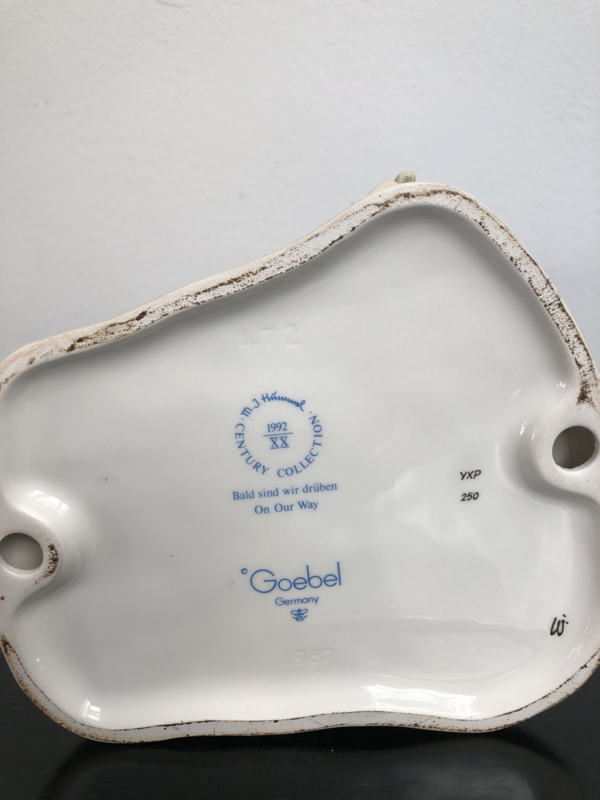 472
M.J. Hummel
1992
XX
· CENTURY COLLECTION ·
Bald sind wir drüben
On Our Way
YXP
250
©Goebel
Germany
W
1987